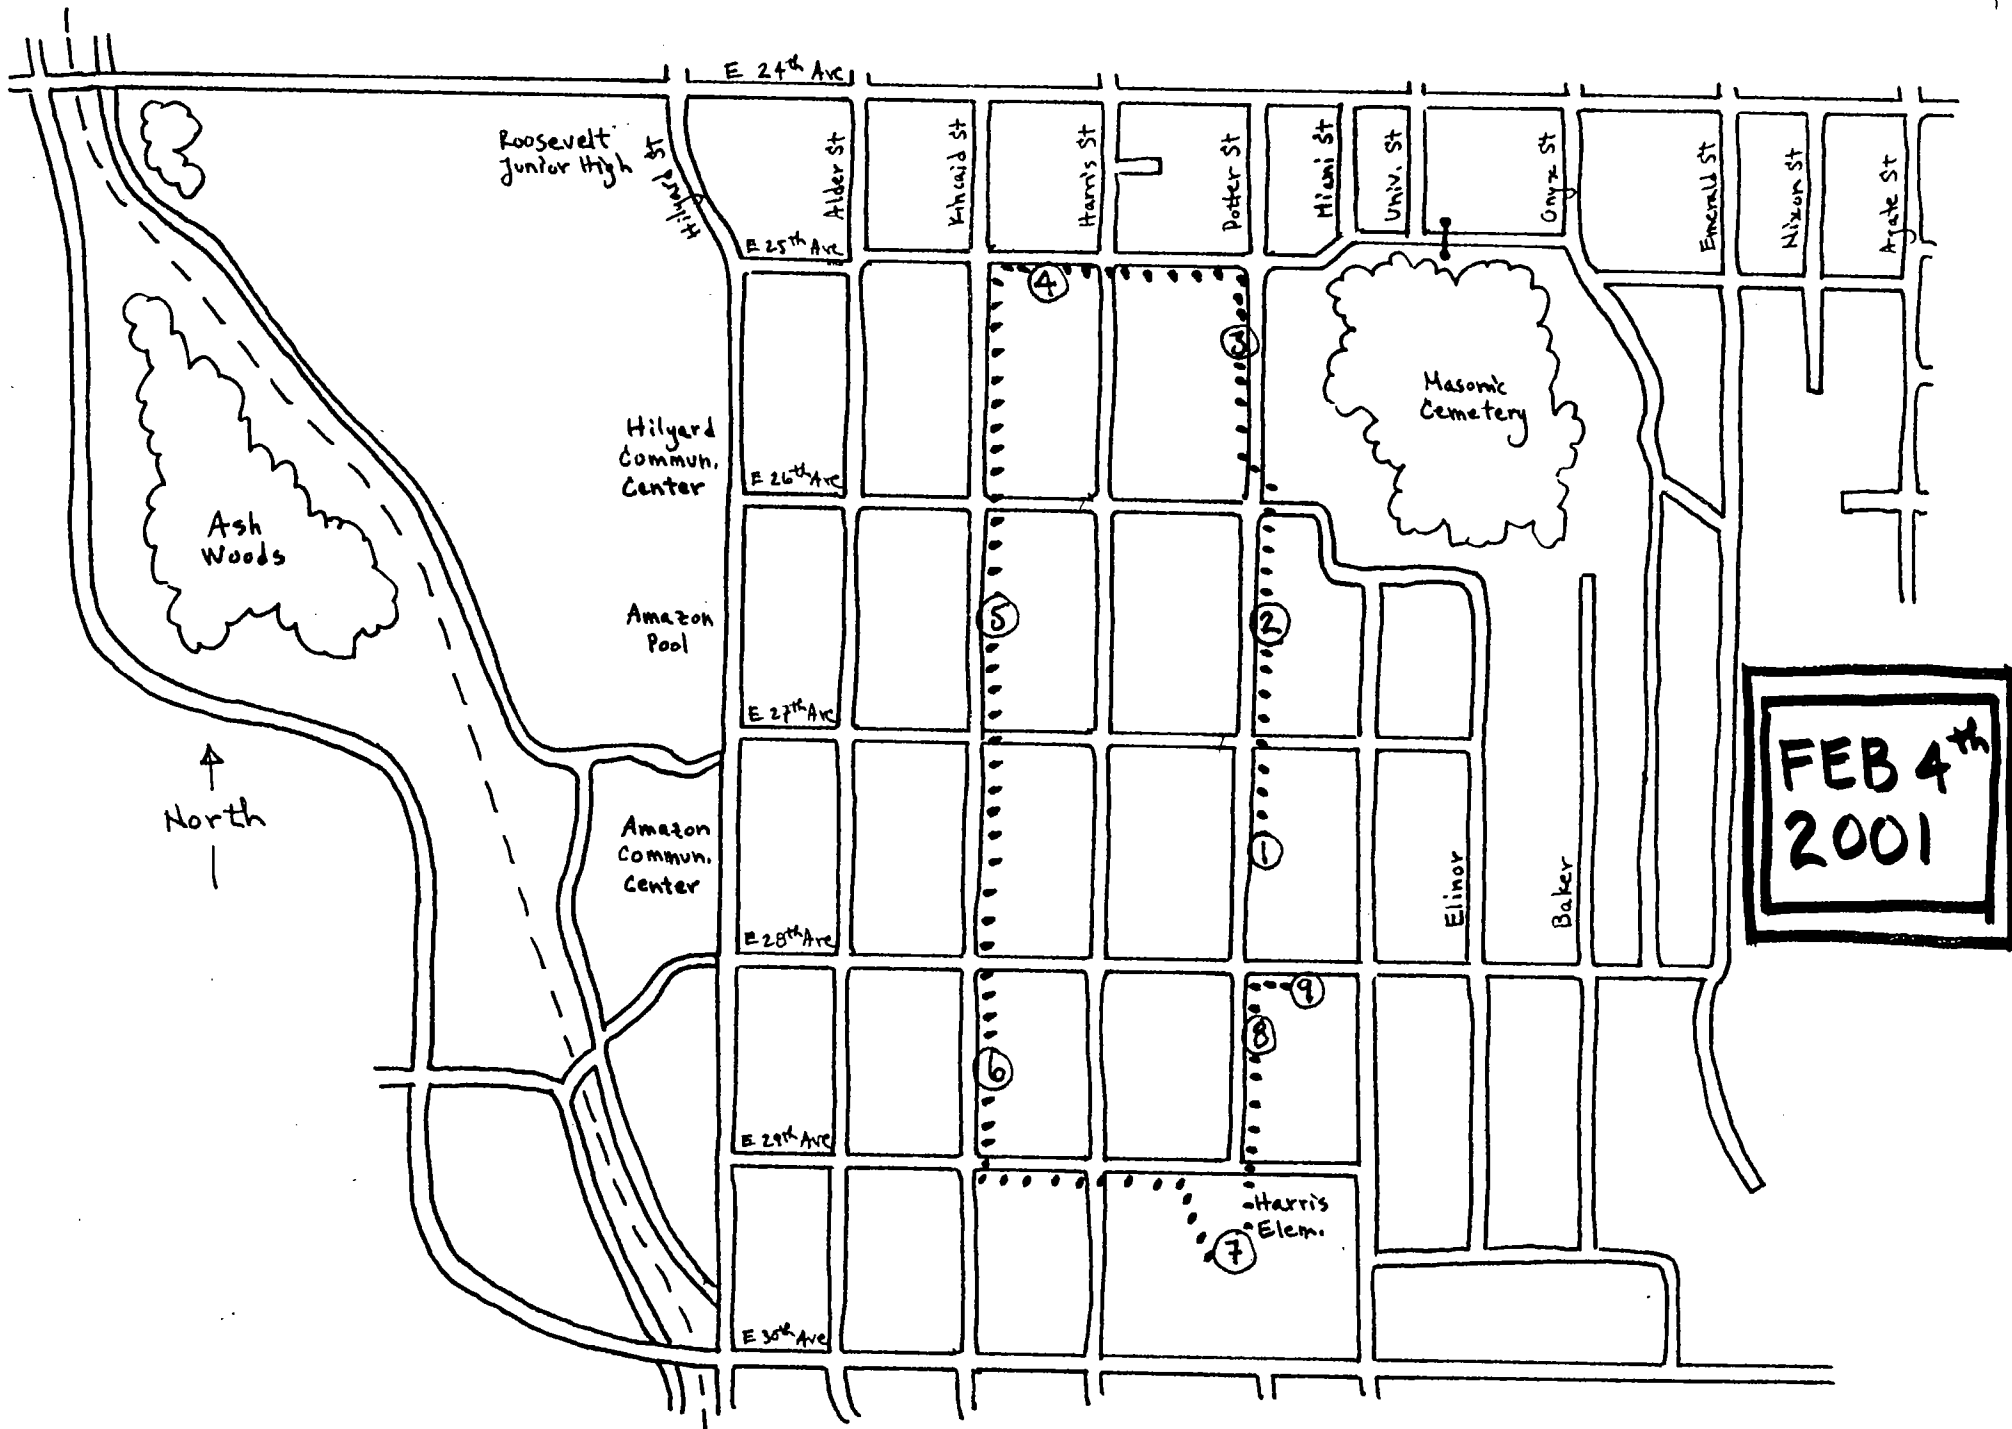 E 24th Ave
Roosevelt
Junior High
Hilyard St
Alder St
Kincaid St
Harris St
Potter St
Hiami St
Univ. St
Onyx St
Emerald St
Nixon St
Agate St
E 25th Ave
4
3
Masonic
Cemetery
Hilyard
Commun.
Center
E 26th Ave
Ash
Woods
Amazon
Pool
5
2
E 27th Ave
FEB 4th
2001
North
Amazon
Commun.
Center
1
Elinor
Baker
E 28th Ave
9
8
6
E 29th Ave
Harris
Elem.
7
E 30th Ave